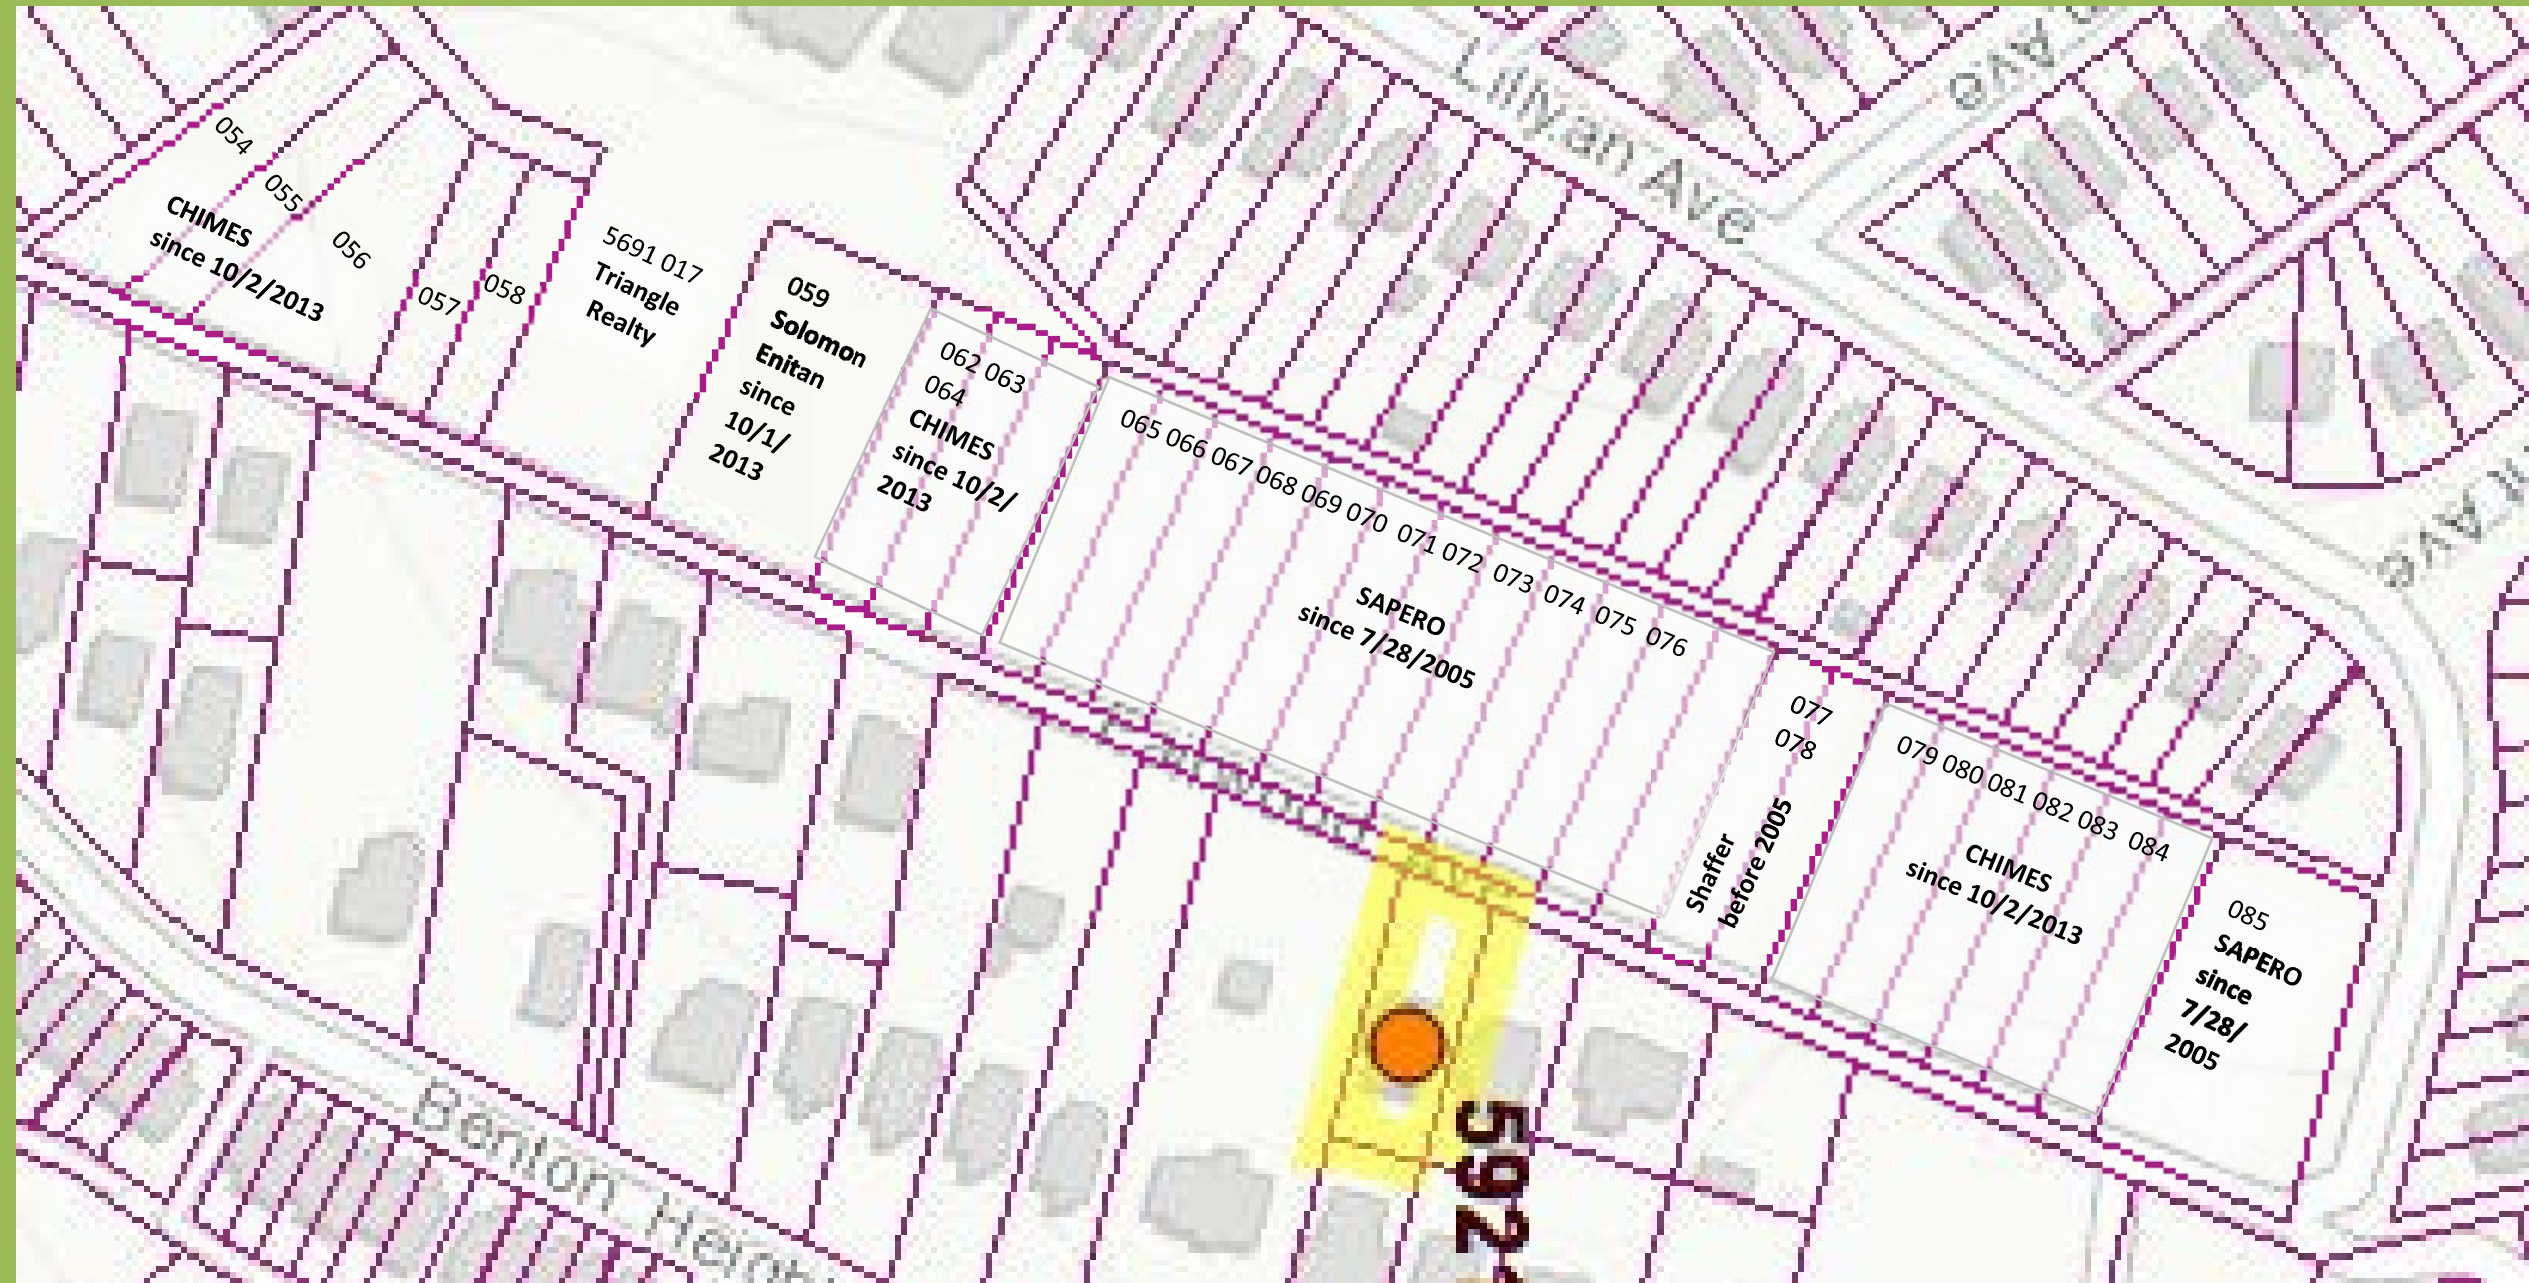 Lillyan Ave
Ave
054
055
CHIMES
since 10/2/2013
056
057
058
5691 017
Triangle
Realty
059
Solomon
Enitan
since
10/1/
2013
062 063
064
CHIMES
since 10/2/
2013
065 066 067 068 069 070 071 072 073 074 075 076
SAPERO
since 7/28/2005
077
078
Shaffer
before 2005
079 080 081 082 083 084
CHIMES
since 10/2/2013
085
SAPERO
since
7/28/
2005
Ave
Benton
592